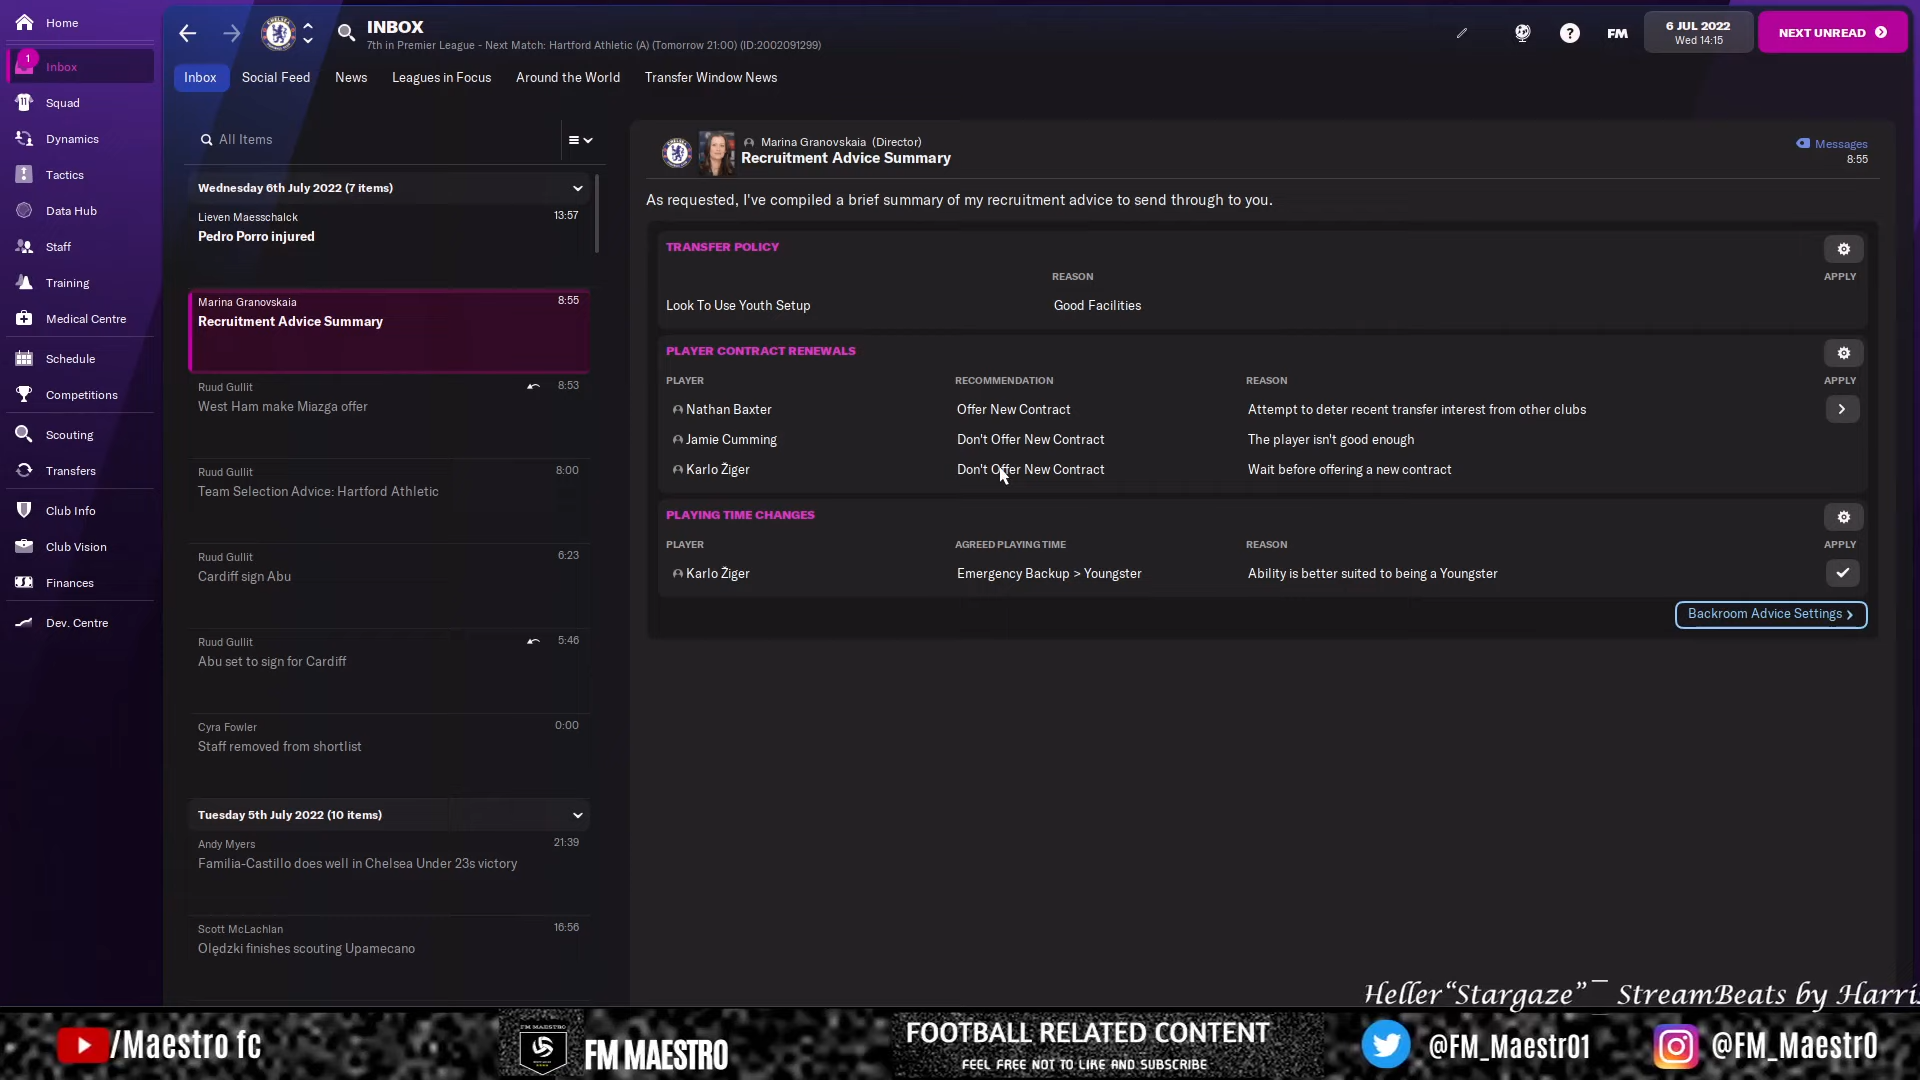 Home
1
Inbox
Squad
Dynamics
Tactics
Data Hub
Staff
Training
Medical Centre
Schedule
Competitions
Scouting
Transfers
Club Info
Club Vision
Finances
Dev. Centre
INBOX
7th in Premier League - Next Match: Hartford Athletic (A) (Tomorrow 21:00) (ID:2002091299)
FM
6 JUL 2022
Wed 14:15
NEXT UNREAD
Inbox Social Feed News Leagues in Focus Around the World Transfer Window News
All Items
Wednesday 6th July 2022 (7 items)
Lieven Maesschalck 13:57
Pedro Porro injured
Marina Granovskaia 8:55
Recruitment Advice Summary
Ruud Gullit 8:53
West Ham make Miazga offer
Ruud Gullit 8:00
Team Selection Advice: Hartford Athletic
Ruud Gullit 6:23
Cardiff sign Abu
Ruud Gullit 5:46
Abu set to sign for Cardiff
Cyra Fowler 0:00
Staff removed from shortlist
Tuesday 5th July 2022 (10 items)
Andy Myers 21:39
Familia-Castillo does well in Chelsea Under 23s victory
Scott McLachlan 16:56
Olędzki finishes scouting Upamecano
Marina Granovskaia (Director)
Recruitment Advice Summary
Messages
8:55
As requested, I've compiled a brief summary of my recruitment advice to send through to you.
TRANSFER POLICY
REASON APPLY
Look To Use Youth Setup Good Facilities
PLAYER CONTRACT RENEWALS
PLAYER RECOMMENDATION REASON APPLY
Nathan Baxter Offer New Contract Attempt to deter recent transfer interest from other clubs
Jamie Cumming Don't Offer New Contract The player isn't good enough
Karlo Žiger Don't Offer New Contract Wait before offering a new contract
PLAYING TIME CHANGES
PLAYER AGREED PLAYING TIME REASON APPLY
Karlo Žiger Emergency Backup > Youngster Ability is better suited to being a Youngster
Backroom Advice Settings >
Heller "Stargaze" – StreamBeats by Harris
/Maestro fc
FM MAESTRO
FOOTBALL RELATED CONTENT
FEEL FREE NOT TO LIKE AND SUBSCRIBE
@FM_Maestr01
@FM_Maestr0